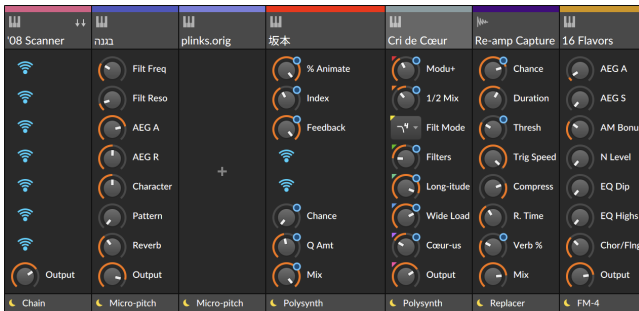 '08 Scanner
Output
Chain
בגנה
Filt Freq
Filt Reso
AEG A
AEG R
Character
Pattern
Reverb
Output
Micro-pitch
plinks.orig
+
Micro-pitch
坂本
% Animate
Index
Feedback
Chance
Q Amt
Mix
Polysynth
Cri de Cœur
Modu+
1/2 Mix
Filt Mode
Filters
Long-itude
Wide Load
Cœur-us
Output
Polysynth
Re-amp Capture
Chance
Duration
Thresh
Trig Speed
Compress
R. Time
Verb %
Mix
Replacer
16 Flavors
AEG A
AEG S
AM Bonu
N Level
EQ Dip
EQ Highs
Chor/Flng
Output
FM-4